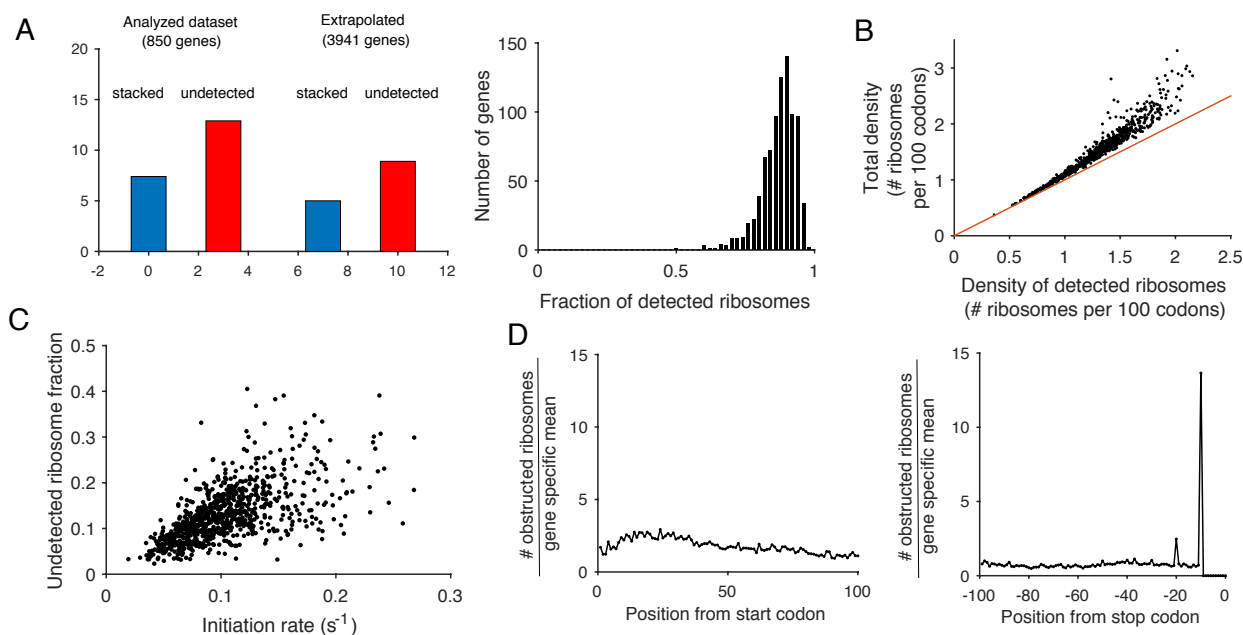 A
Analyzed dataset
(850 genes)
Extrapolated
(3941 genes)
20
15
10
5
0
stacked
undetected
stacked
undetected
-2
0
2
4
6
8
10
12
Number of genes
150
100
50
0
0
0.5
1
Fraction of detected ribosomes
B
Total density
(# ribosomes
per 100 codons)
3
2
1
0
0
0.5
1
1.5
2
2.5
Density of detected ribosomes
(# ribosomes per 100 codons)
C
Undetected ribosome fraction
0.5
0.4
0.3
0.2
0.1
0
0
0.1
0.2
0.3
Initiation rate (s⁻¹)
D
# obstructed ribosomes
gene specific mean
15
10
5
0
0
50
100
Position from start codon
# obstructed ribosomes
gene specific mean
15
10
5
0
-100
-80
-60
-40
-20
0
Position from stop codon